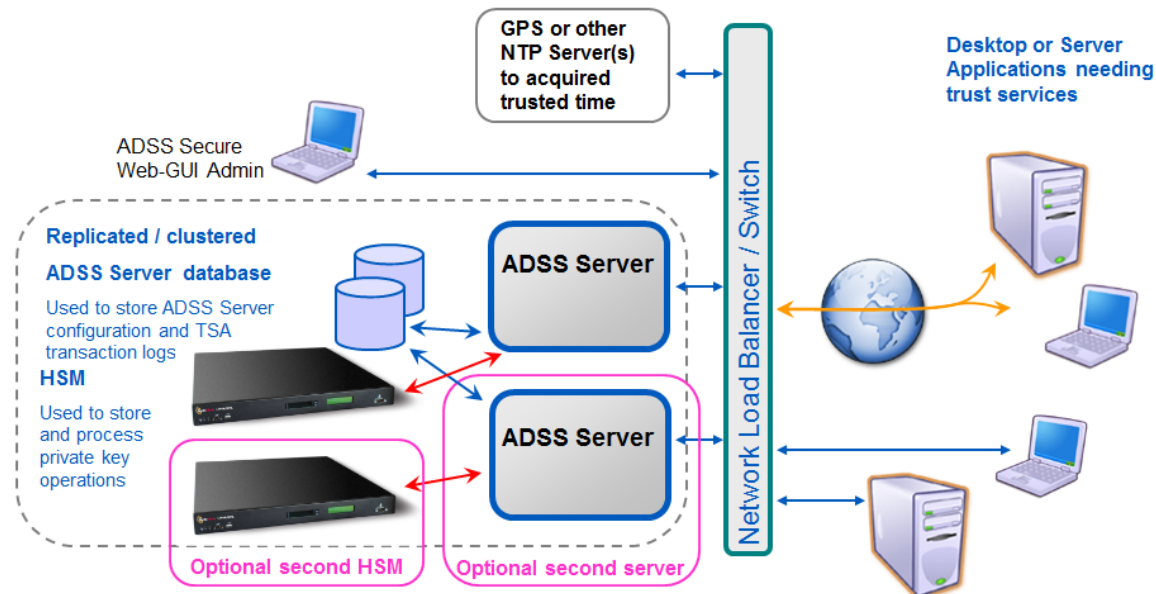 GPS or other
NTP Server(s)
to acquired
trusted time
Desktop or Server
Applications needing
trust services
ADSS Secure
Web-GUI Admin
Network Load Balancer / Switch
Replicated / clustered
ADSS Server database
Used to store ADSS Server
configuration and TSA
transaction logs
HSM
Used to store
and process
private key
operations
ADSS Server
ADSS Server
Optional second HSM
Optional second server